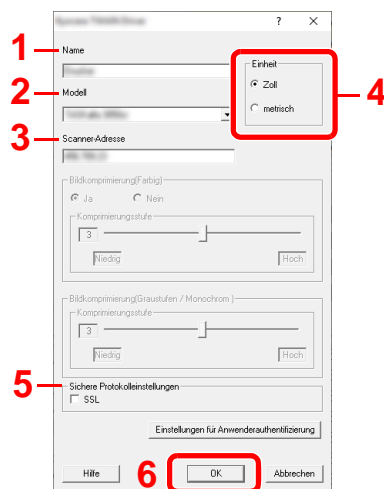 ? ×
1 Name
Einheit
Zoll
4
2 Modell
metrisch
3 Scanner-Adresse
Bildkomprimierung(Farbig)
Ja Nein
Komprimierungsstufe
3
Niedrig Hoch
Bildkomprimierung(Graustufen / Monochrom )
Komprimierungsstufe
3
Niedrig Hoch
5 Sichere Protokolleinstellungen
SSL
Einstellungen für Anwenderauthentifizierung
Hilfe 6 OK Abbrechen